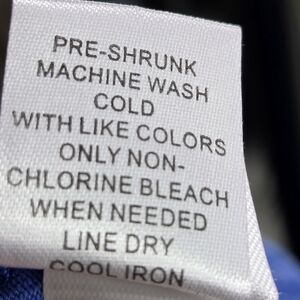 PRE-SHRUNK
MACHINE WASH
COLD
WITH LIKE COLORS
ONLY NON-
CHLORINE BLEACH
WHEN NEEDED
LINE DRY
COOL IRON